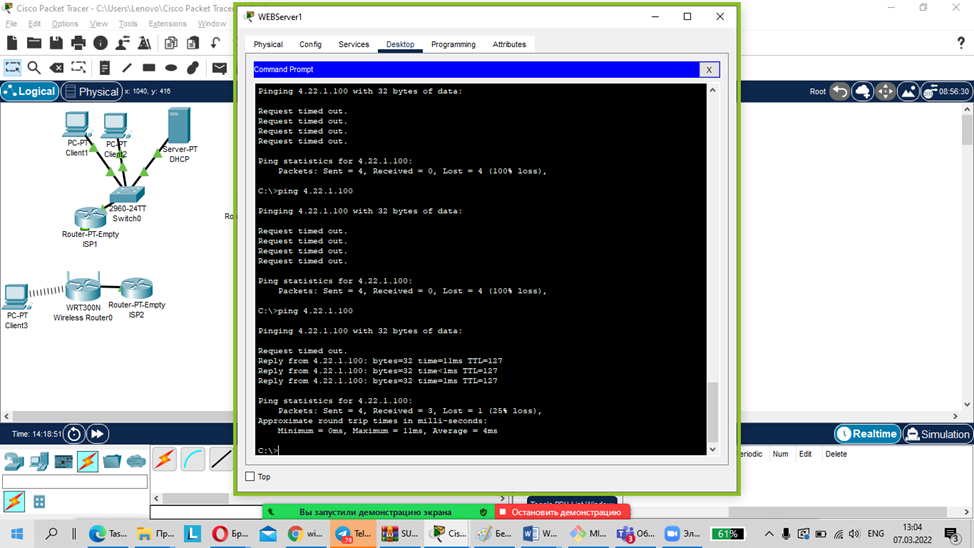 Cisco Packet Tracer - C:\Users\Lenovo\Cisco Packet Trace
File Edit Options View Tools Extensions Window
Logical Physical x: 1040, y: 416
Root 08:56:30
PC-PT
Client1
PC-PT
Client2
Server-PT
DHCP
2960-24TT
Switch0
Router-PT-Empty
ISP1
Ro
PC-PT
Client3
WRT300N
Wireless Router0
Router-PT-Empty
ISP2
WEBServer1
Physical Config Services Desktop Programming Attributes
Command Prompt X
Pinging 4.22.1.100 with 32 bytes of data:
Request timed out.
Request timed out.
Request timed out.
Request timed out.
Ping statistics for 4.22.1.100:
Packets: Sent = 4, Received = 0, Lost = 4 (100% loss),
C:\>ping 4.22.1.100
Pinging 4.22.1.100 with 32 bytes of data:
Request timed out.
Request timed out.
Request timed out.
Request timed out.
Ping statistics for 4.22.1.100:
Packets: Sent = 4, Received = 0, Lost = 4 (100% loss),
C:\>ping 4.22.1.100
Pinging 4.22.1.100 with 32 bytes of data:
Request timed out.
Reply from 4.22.1.100: bytes=32 time=11ms TTL=127
Reply from 4.22.1.100: bytes=32 time<1ms TTL=127
Reply from 4.22.1.100: bytes=32 time=1ms TTL=127
Ping statistics for 4.22.1.100:
Packets: Sent = 4, Received = 3, Lost = 1 (25% loss),
Approximate round trip times in milli-seconds:
Minimum = 0ms, Maximum = 11ms, Average = 4ms
C:\>
Top
Time: 14:18:51
Realtime Simulation
eriodic Num Edit Delete
Вы запустили демонстрацию экрана Остановить демонстрацию
Tas... Пр... Бр... wi... Tel... SU... Cis... Бе... W... MI... Об... Эл... 61%
13:04
07.03.2022